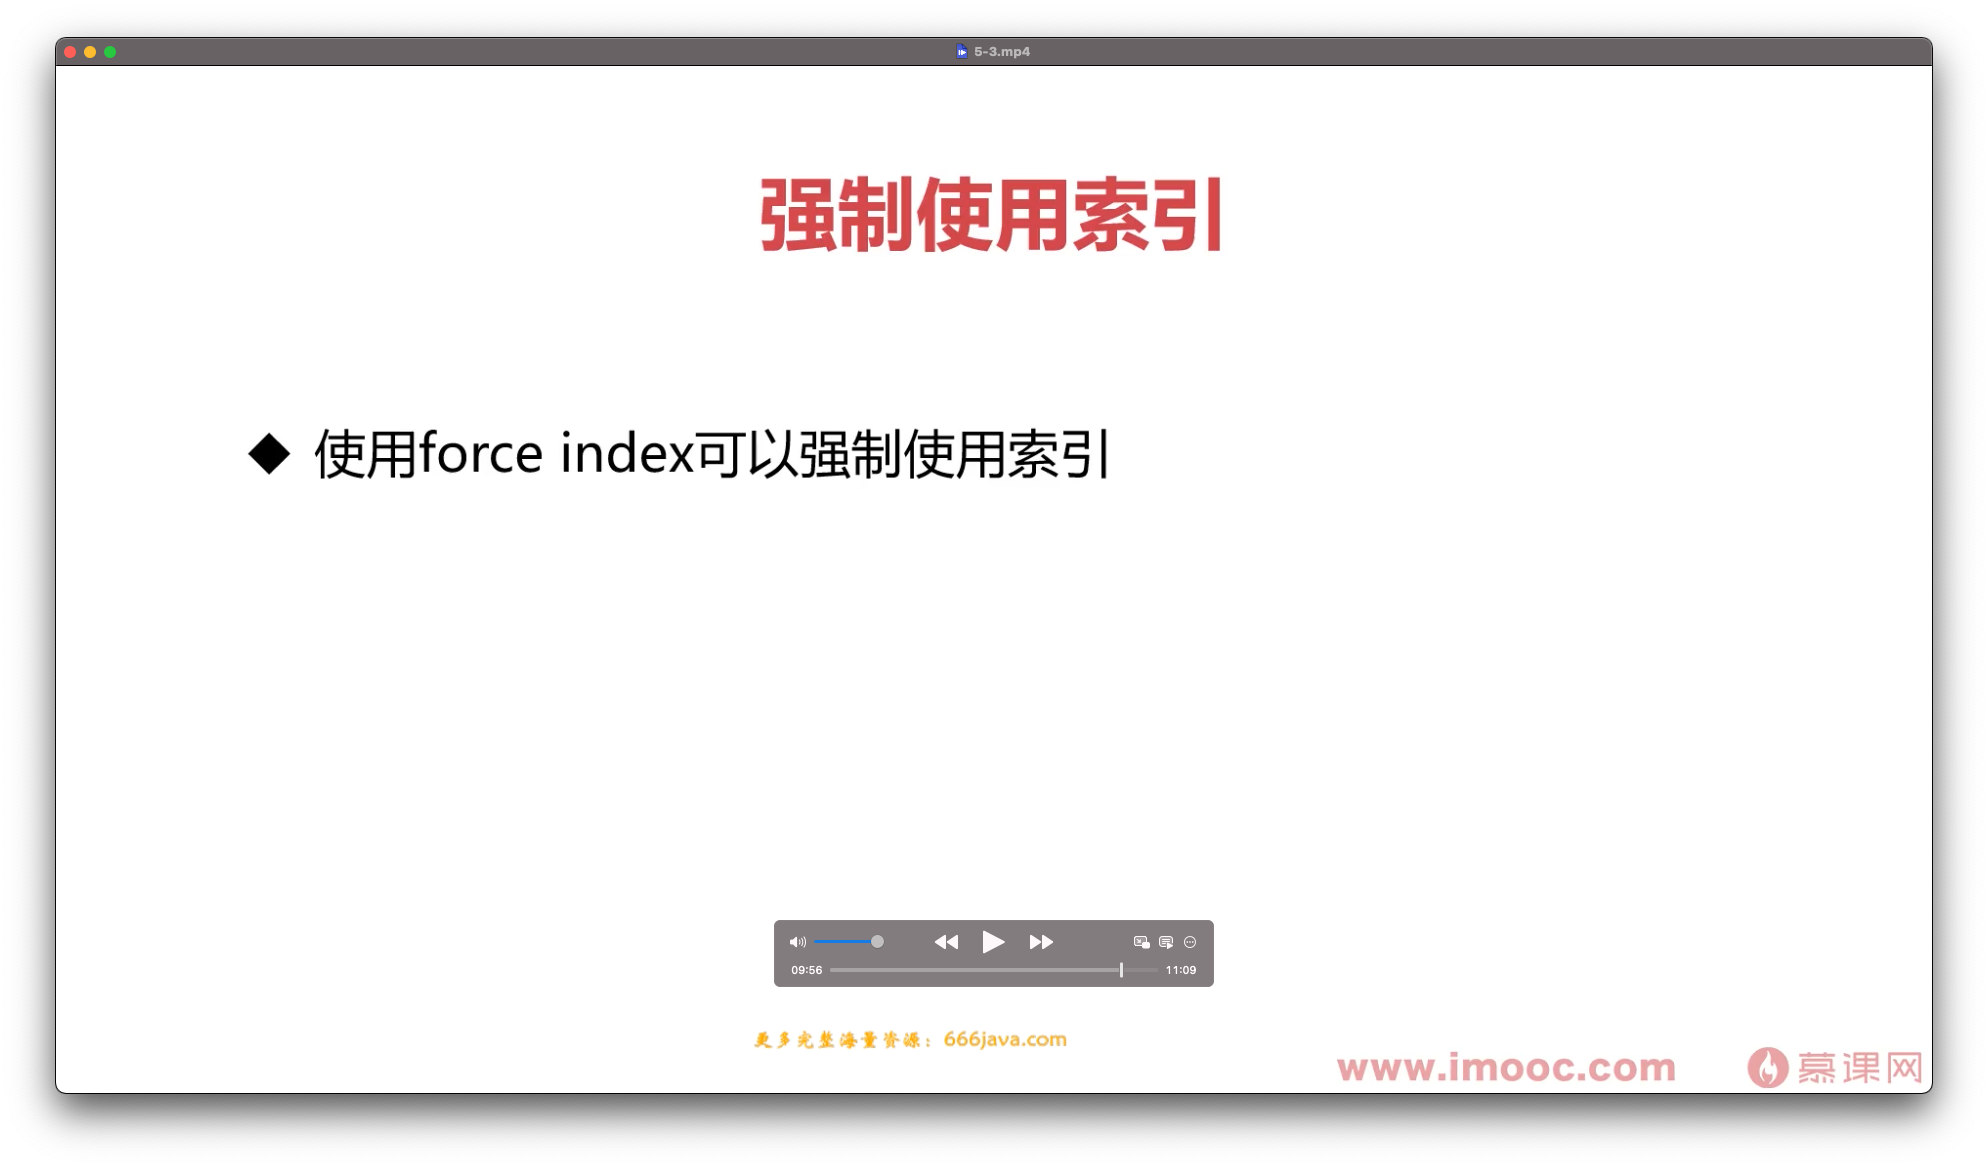 5-3.mp4
强制使用索引
◆ 使用force index可以强制使用索引
09:56
11:09
更多完整海量资源：666java.com
www.imooc.com 慕课网